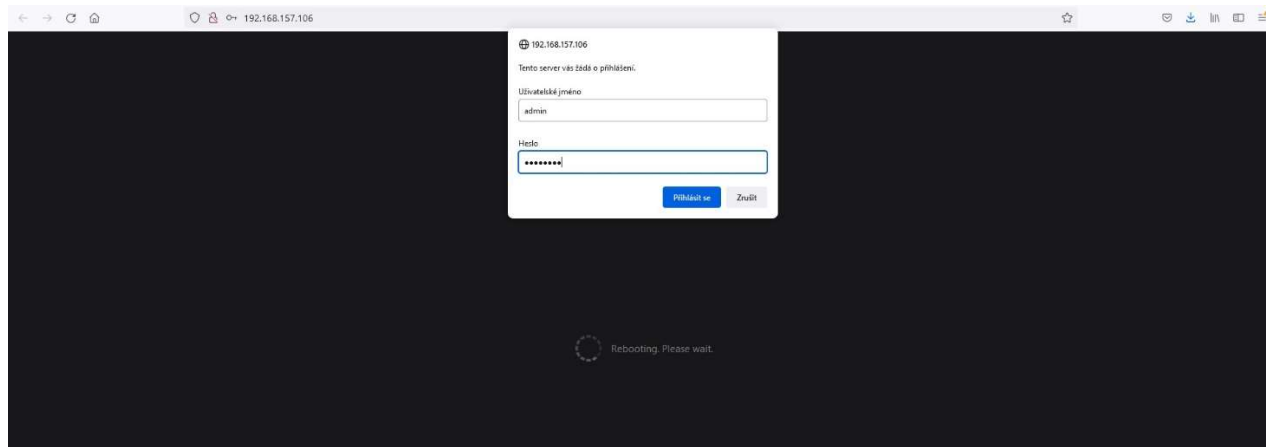 192.168.157.106
192.168.157.106
Tento server vás žádá o přihlášení.
Uživatelské jméno
admin
Heslo
••••••••
Přihlásit se
Zrušit
Rebooting. Please wait.